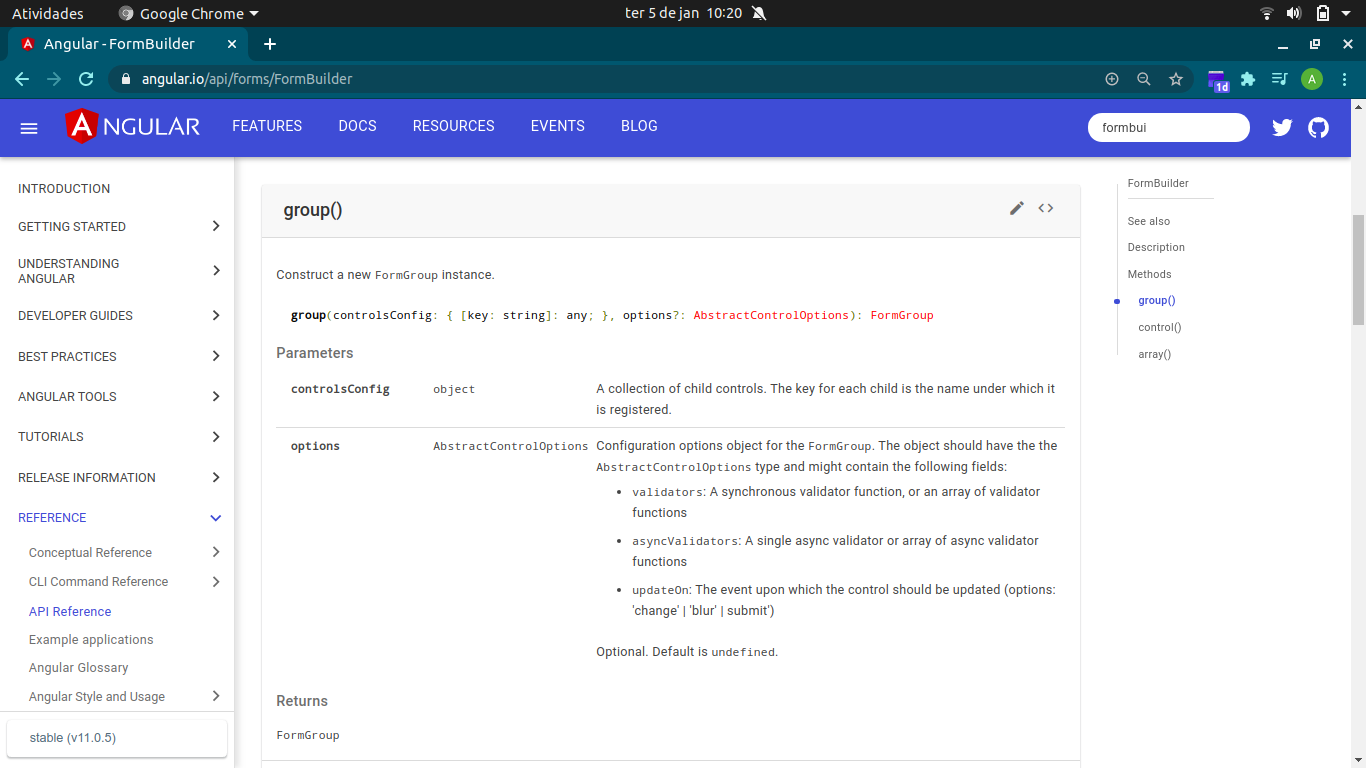 Atividades
Google Chrome
ter 5 de jan 10:20
Angular - FormBuilder
angular.io/api/forms/FormBuilder
1d
A
ANGULAR
FEATURES
DOCS
RESOURCES
EVENTS
BLOG
formbui
INTRODUCTION
GETTING STARTED
UNDERSTANDING
ANGULAR
DEVELOPER GUIDES
BEST PRACTICES
ANGULAR TOOLS
TUTORIALS
RELEASE INFORMATION
REFERENCE
Conceptual Reference
CLI Command Reference
API Reference
Example applications
Angular Glossary
Angular Style and Usage
stable (v11.0.5)
group()
Construct a new FormGroup instance.
group(controlsConfig: { [key: string]: any; }, options?: AbstractControlOptions): FormGroup
Parameters
controlsConfig object A collection of child controls. The key for each child is the name under which it
is registered.
options AbstractControlOptions Configuration options object for the FormGroup. The object should have the the
AbstractControlOptions type and might contain the following fields:
• validators: A synchronous validator function, or an array of validator
functions
• asyncValidators: A single async validator or array of async validator
functions
• updateOn: The event upon which the control should be updated (options:
'change' | 'blur' | submit')
Optional. Default is undefined.
Returns
FormGroup
FormBuilder
See also
Description
Methods
group()
control()
array()